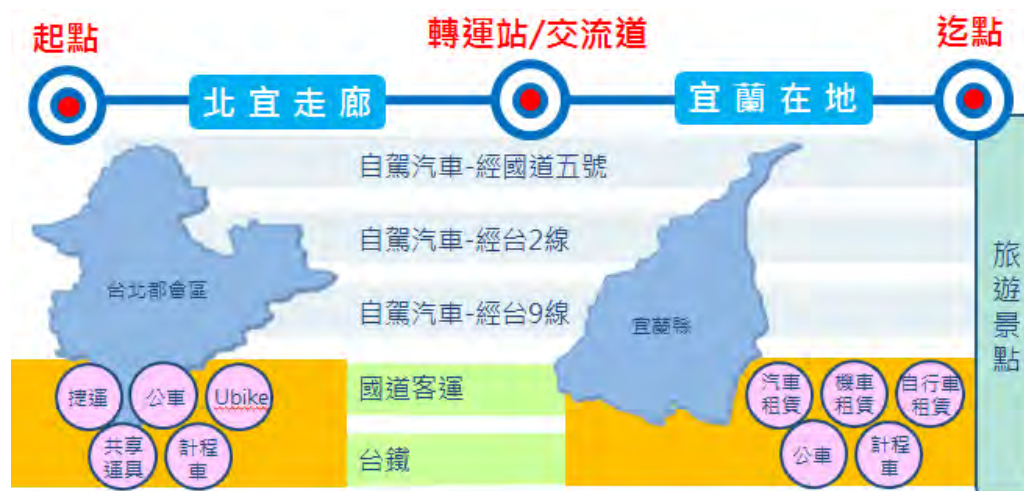 起點
轉運站/交流道
迄點
北宜走廊
宜蘭在地
自駕汽車-經國道五號
自駕汽車-經台2線
自駕汽車-經台9線
台北都會區
宜蘭縣
旅遊景點
國道客運
台鐵
捷運
公車
Ubike
共享
運具
計程
車
汽車
租賃
機車
租賃
自行車
租賃
公車
計程
車